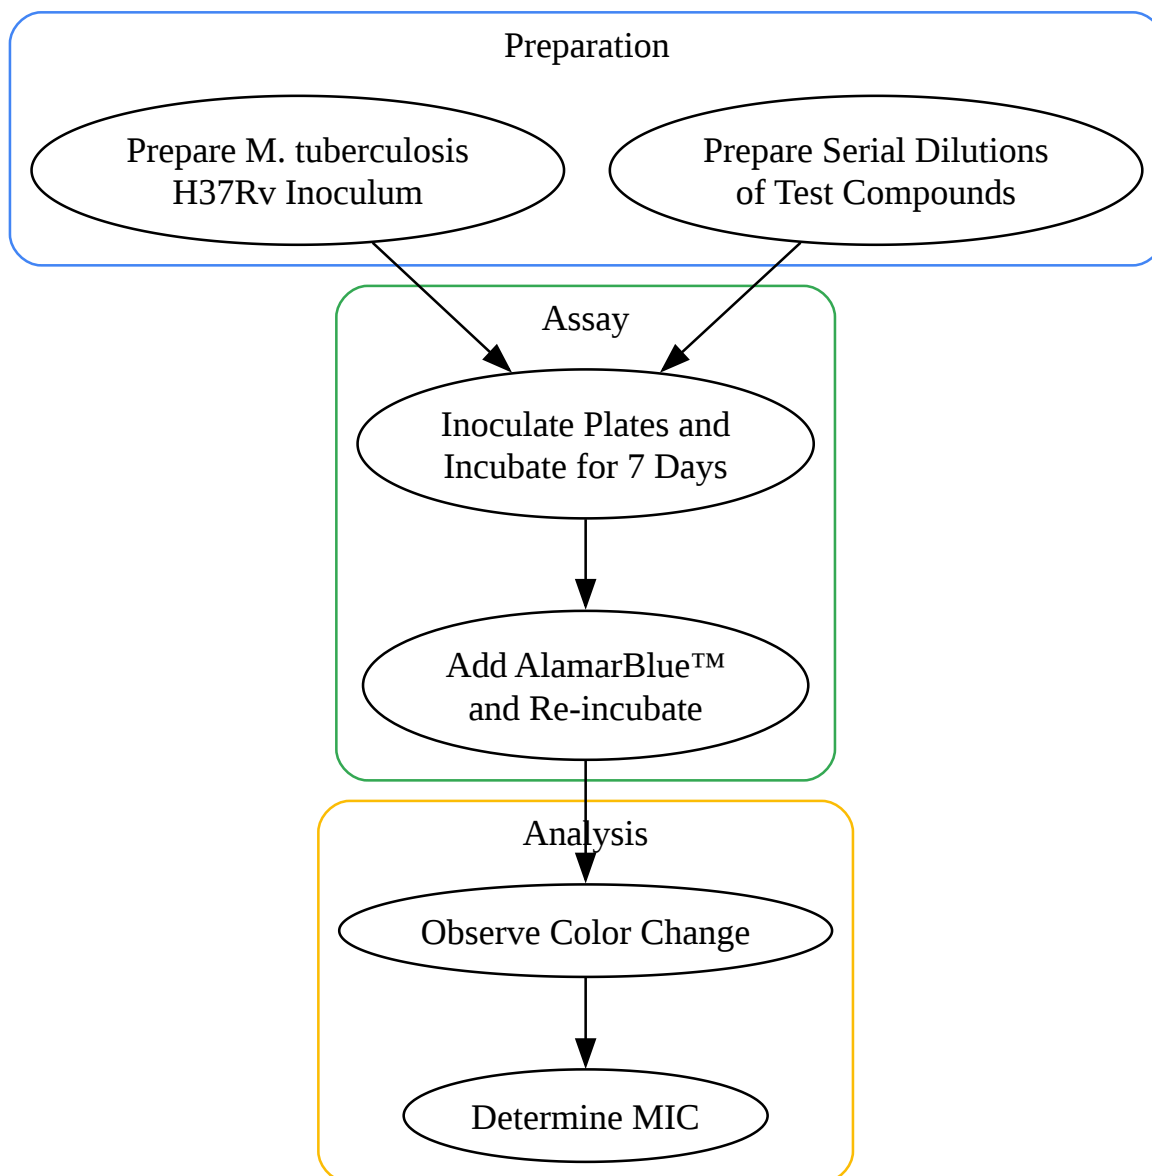 Preparation
Prepare M. tuberculosis
H37Rv Inoculum
Prepare Serial Dilutions
of Test Compounds
Assay
Inoculate Plates and
Incubate for 7 Days
Add AlamarBlue™
and Re-incubate
Analysis
Observe Color Change
Determine MIC